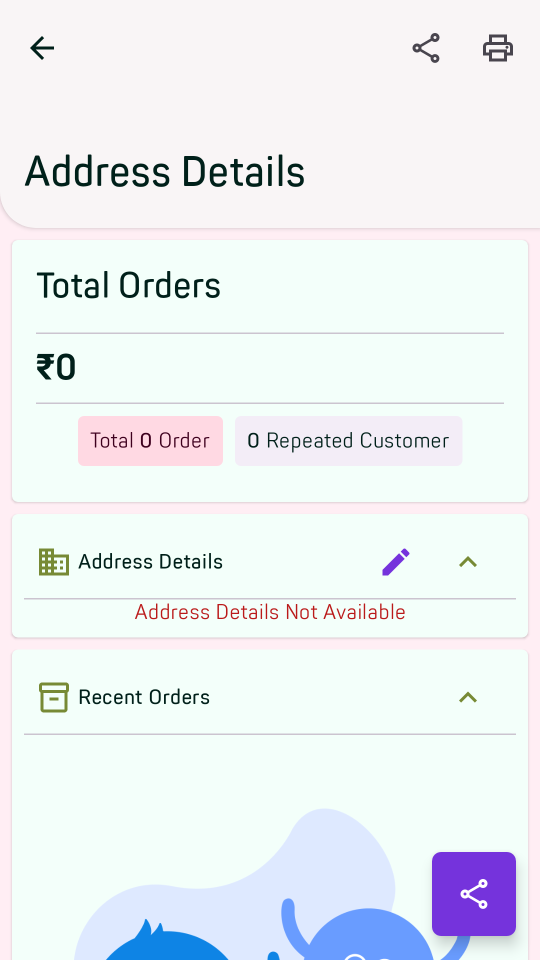 Address Details
Total Orders
₹0
Total 0 Order
0 Repeated Customer
Address Details
Address Details Not Available
Recent Orders